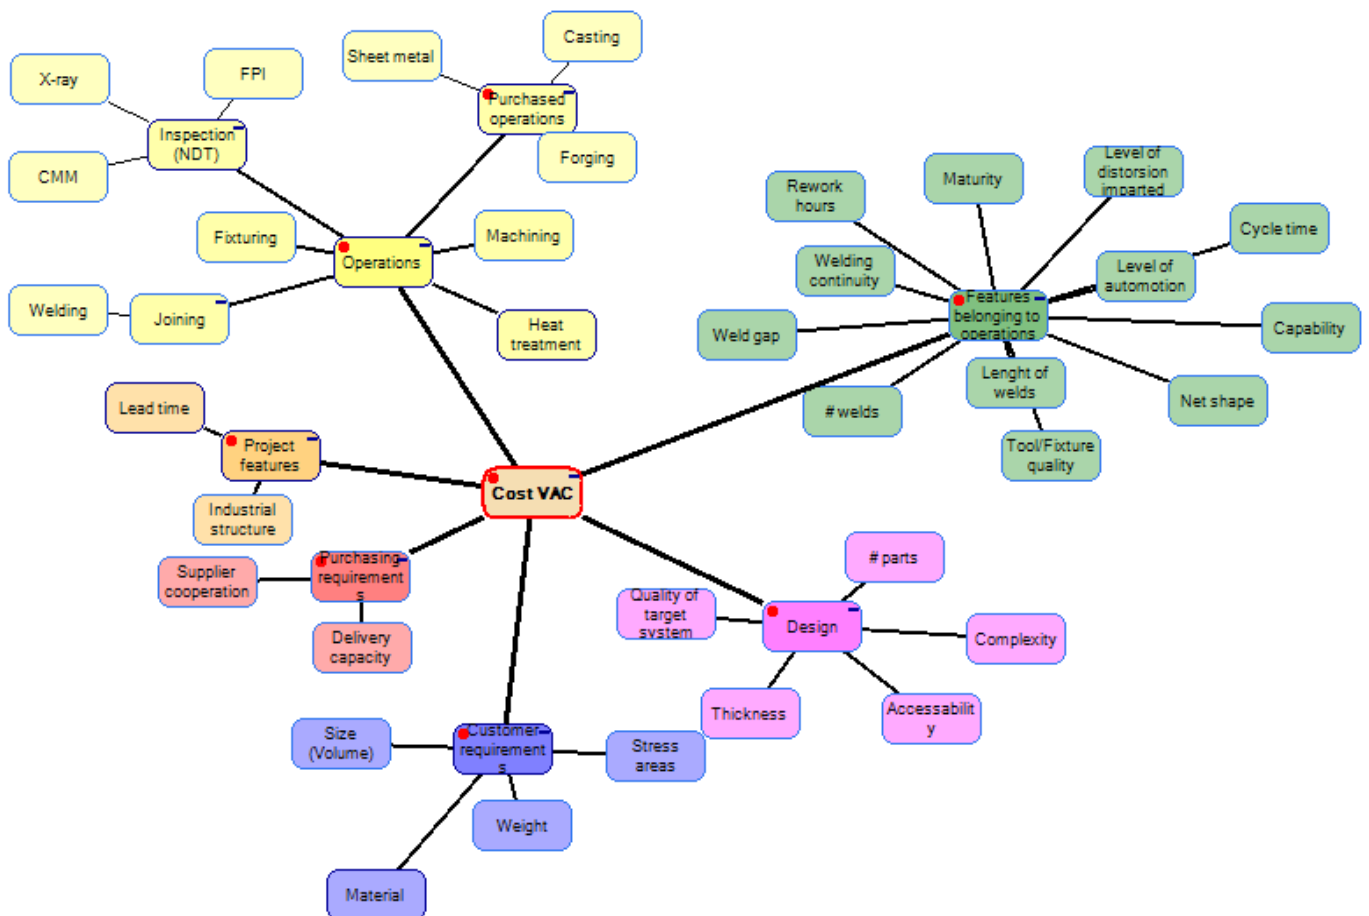 Casting
Sheet metal
FPI
X-ray
Purchased
operations
Inspection
(NDT)
Forging
CMM
Level of
distorsion
imparted
Maturity
Rework
hours
Fixturing
Machining
Cycle time
Operations
Welding
continuity
Level of
automotion
Features
belonging to
operations
Welding
Joining
Heat
treatment
Weld gap
Capability
Lenght of
welds
Net shape
# welds
Lead time
Project
features
Tool/Fixture
quality
Cost VAC
Industrial
structure
Purchasing
requirement
s
Supplier
cooperation
# parts
Quality of
target
system
Design
Complexity
Delivery
capacity
Thickness
Accessabilit
y
Size
(Volume)
Customer
requirement
s
Stress
areas
Weight
Material